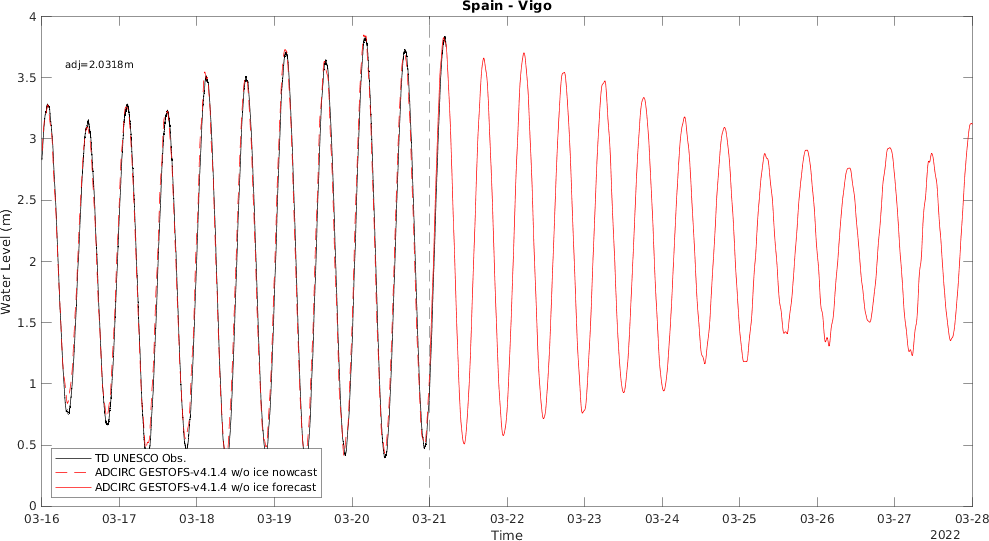 Spain - Vigo
4
adj=2.0318m
3.5
3
2.5
2
1.5
1
0.5
0
Water Level (m)
TD UNESCO Obs.
ADCIRC GESTOFS-v4.1.4 w/o ice nowcast
ADCIRC GESTOFS-v4.1.4 w/o ice forecast
03-16 03-17 03-18 03-19 03-20 03-21 03-22 03-23 03-24 03-25 03-26 03-27 03-28
Time
2022